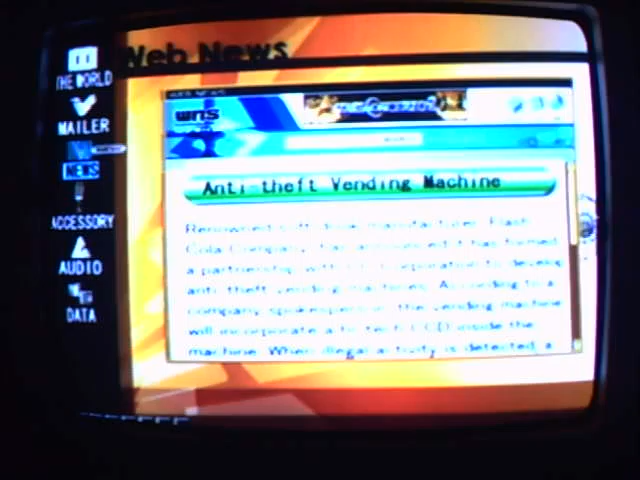 Web News
THE WORLD
MAILER
NEWS
ACCESSORY
AUDIO
DATA
WEB NEWS
WNS
Anti-theft Vending Machine
Renowned soft drink manufacturer, Flash
Cola Company, has announced it has formed
a partnership with Corporation to develop
anti-theft vending machines. According to a
company spokesperson, the vending machine
will incorporate a hi-tech CCD inside the
machine. When illegal activity is detected a